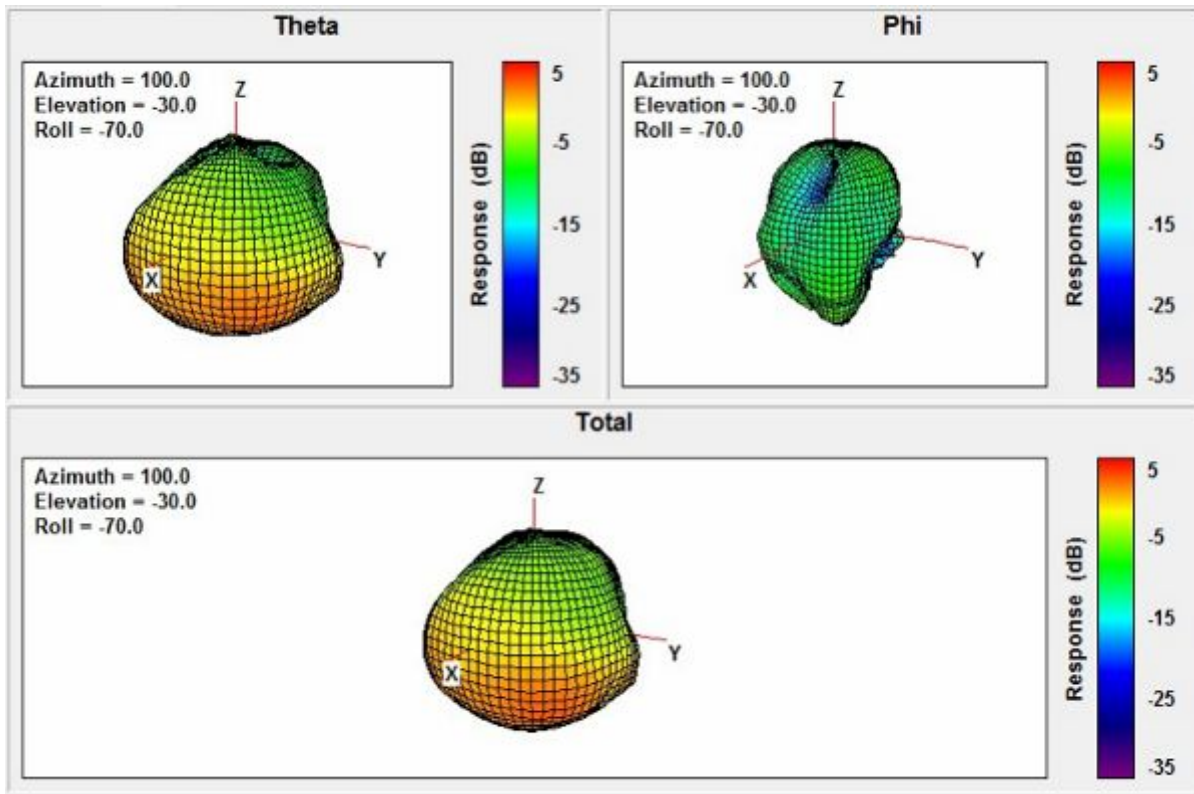 Theta
Azimuth = 100.0
Elevation = -30.0
Roll = -70.0
Z
Y
X
Response (dB)
5
-5
-15
-25
-35
Phi
Azimuth = 100.0
Elevation = -30.0
Roll = -70.0
Z
Y
X
Response (dB)
5
-5
-15
-25
-35
Total
Azimuth = 100.0
Elevation = -30.0
Roll = -70.0
Z
Y
X
Response (dB)
5
-5
-15
-25
-35